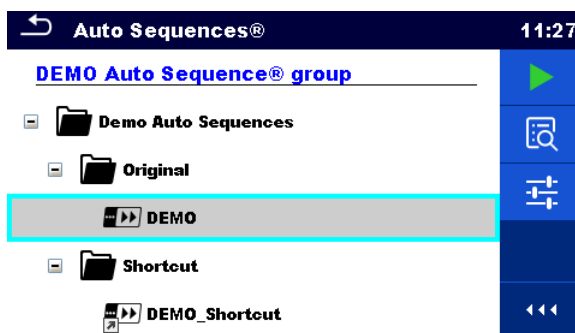 Auto Sequences®
11:27
DEMO Auto Sequence® group
Demo Auto Sequences
Original
DEMO
Shortcut
DEMO_Shortcut